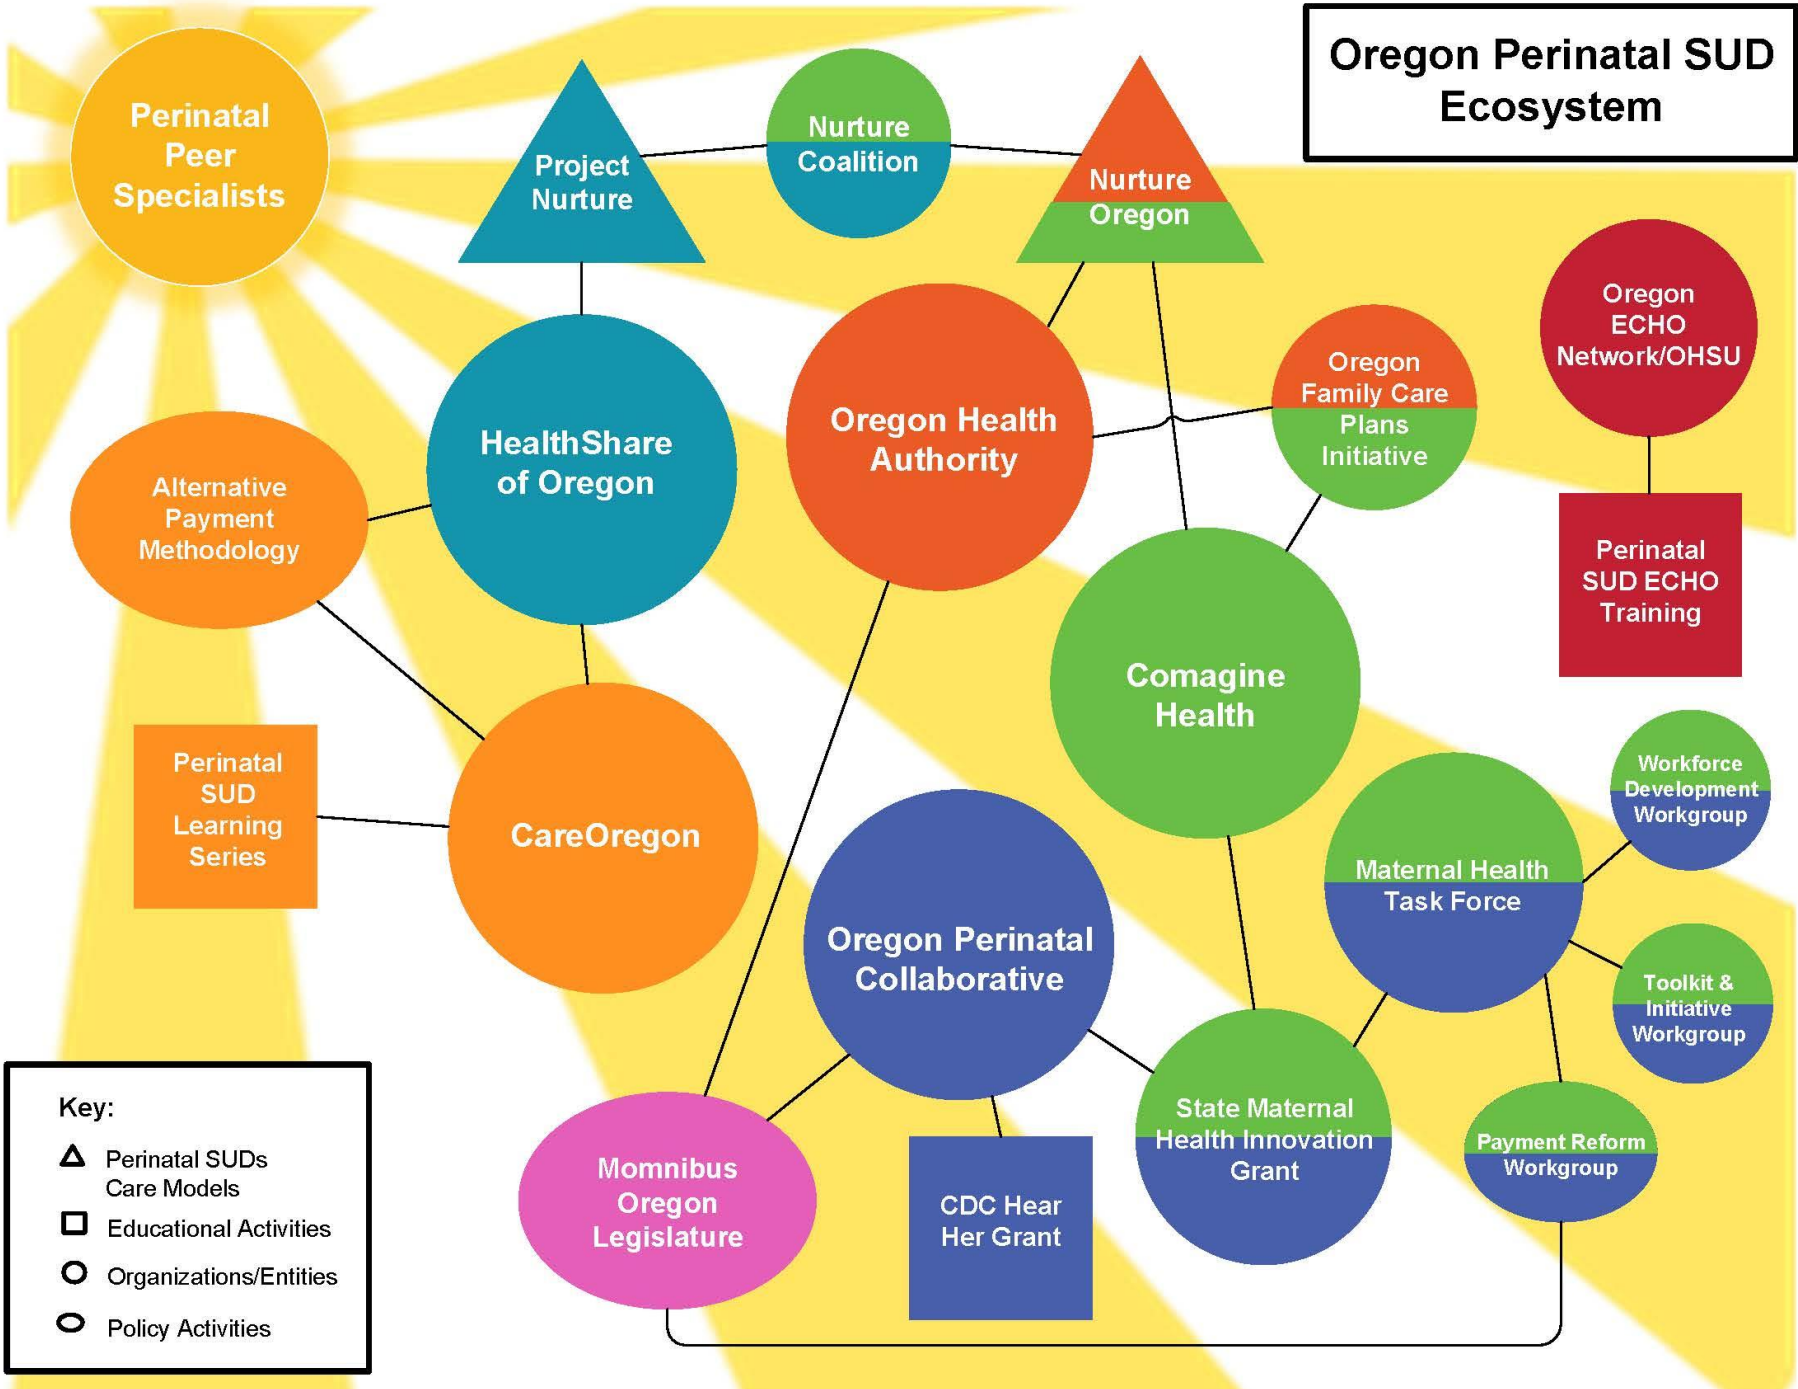 Oregon Perinatal SUD
Ecosystem
Perinatal
Peer
Specialists
Project
Nurture
Nurture
Coalition
Nurture
Oregon
Oregon
ECHO
Network/OHSU
Oregon
Family Care
Plans
Initiative
Oregon Health
Authority
HealthShare
of Oregon
Alternative
Payment
Methodology
Perinatal
SUD ECHO
Training
Comagine
Health
Perinatal
SUD
Learning
Series
CareOregon
Workforce
Development
Workgroup
Maternal Health
Task Force
Oregon Perinatal
Collaborative
Toolkit &
Initiative
Workgroup
State Maternal
Health Innovation
Grant
Payment Reform
Workgroup
Momnibus
Oregon
Legislature
CDC Hear
Her Grant
Key:
Perinatal SUDs
Care Models
Educational Activities
Organizations/Entities
Policy Activities